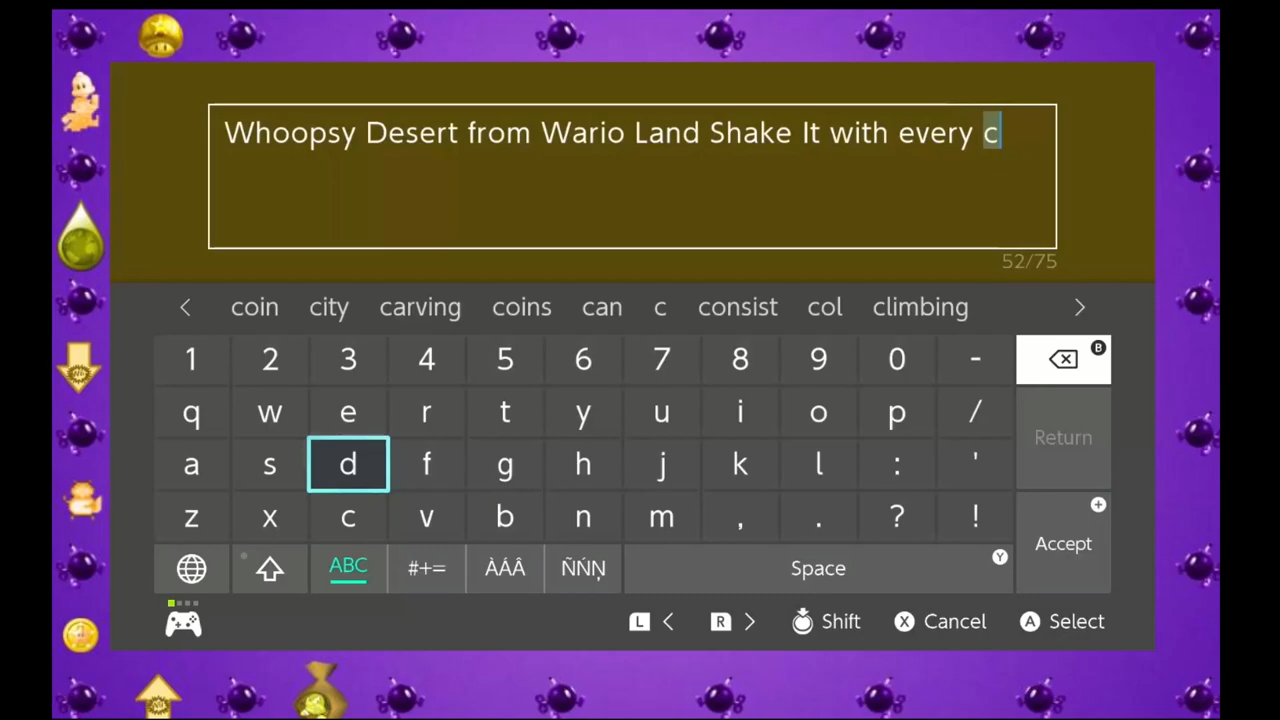 Whoopsy Desert from Wario Land Shake It with every c
52/75
< coin city carving coins can c consist col climbing >
1 2 3 4 5 6 7 8 9 0 - B
q w e r t y u i o p /
Return
a s d f g h j k l : '
z x c v b n m , . ? ! +
Accept
ABC #+= ÀÁÂ ÑŃŅ Space Y
L < R > Shift X Cancel A Select